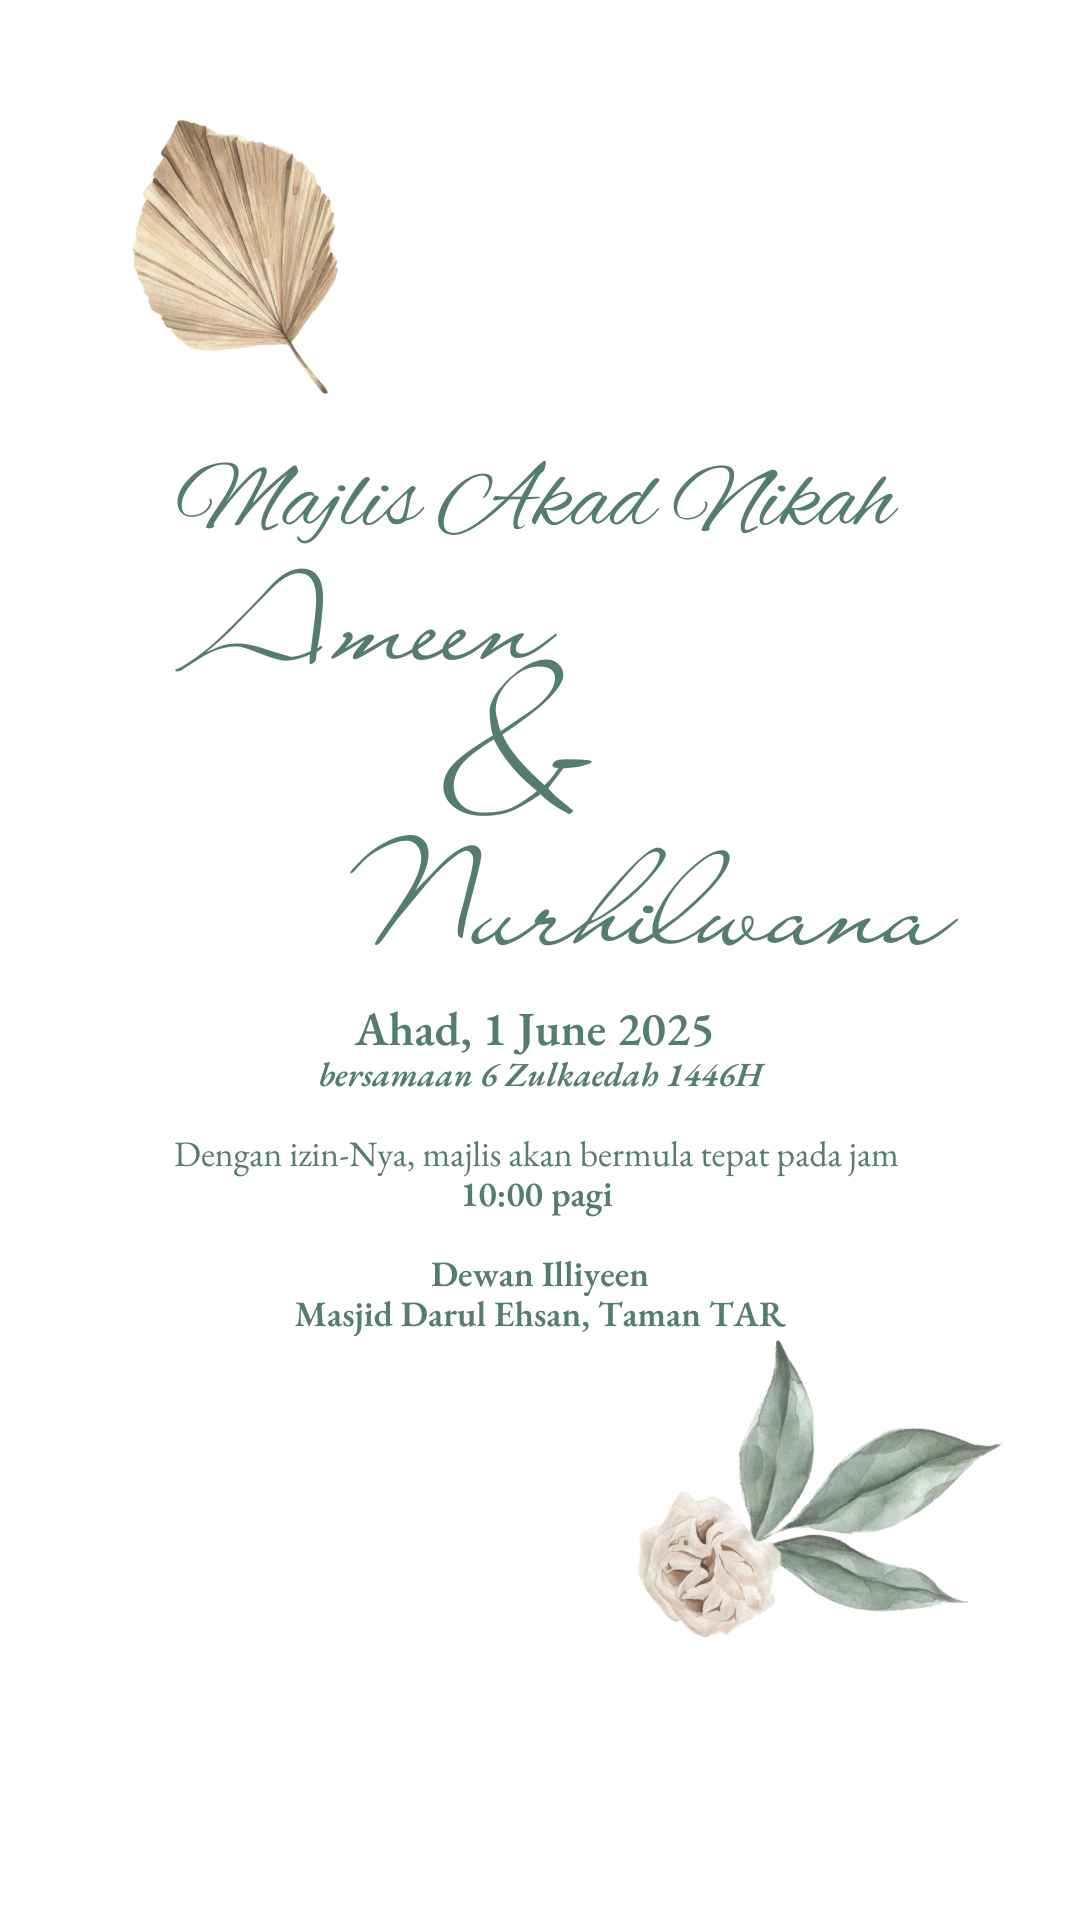 Majlis Akad Nikah
Ameen
&
Nurhilwana
Ahad, 1 June 2025
bersamaan 6 Zulkaedah 1446H
Dengan izin-Nya, majlis akan bermula tepat pada jam
10:00 pagi
Dewan Illiyeen
Masjid Darul Ehsan, Taman TAR